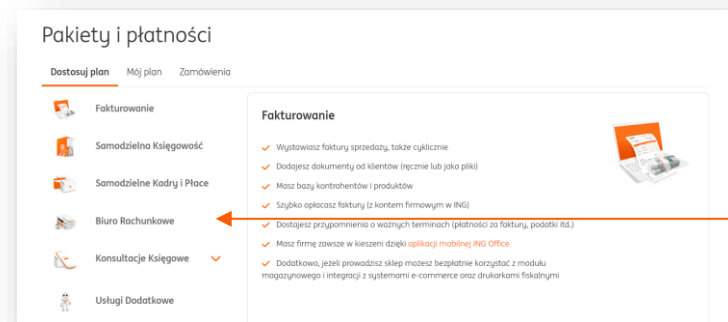 Pakiety i płatności
Dostosuj plan Mój plan Zamówienia
Fakturowanie
Samodzielna Księgowość
Samodzielne Kadry i Płace
Biuro Rachunkowe
Konsultacje Księgowe
Usługi Dodatkowe
Fakturowanie
Wystawiasz faktury sprzedaży, także cyklicznie
Dodajesz dokumenty od klientów (ręcznie lub jako pliki)
Masz bazy kontrahentów i produktów
Szybko opłacasz faktury (z kontem firmowym w ING)
Dostajesz przypomnienia o ważnych terminach (płatności za faktury, podatki itd.)
Masz firmę zawsze w kieszeni dzięki aplikacji mobilnej ING Office
Dodatkowo, jeżeli prowadzisz sklep możesz bezpłatnie korzystać z modułu
magazynowego i integracji z systemami e-commerce oraz drukarkami fiskalnymi